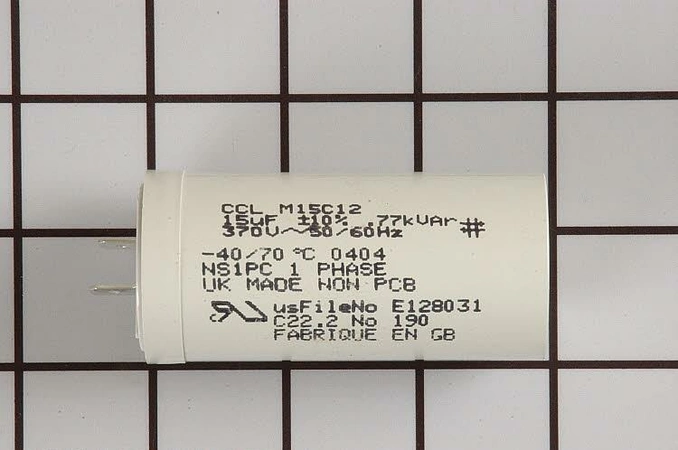 CCL M15C12
15uF ±10% .77kVAr
370V~50/60Hz #
-40/70 °C 0404
NS1PC 1 PHASE
UK MADE NON PCB
usFileNo E128031
C22.2 No 190
FABRIQUE EN GB